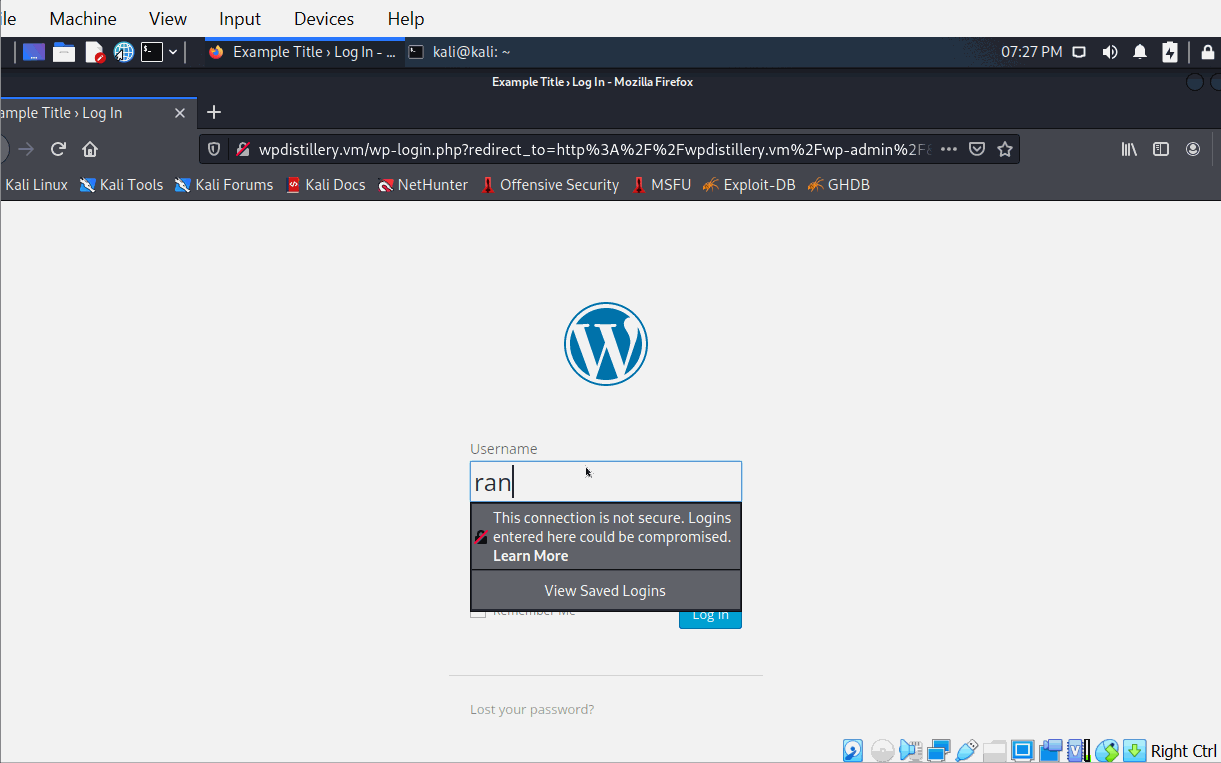 ile Machine View Input Devices Help
Example Title › Log In - ... kali@kali: ~ 07:27 PM
Example Title › Log In - Mozilla Firefox
ample Title › Log In
wpdistillery.vm/wp-login.php?redirect_to=http%3A%2F%2Fwpdistillery.vm%2Fwp-admin%2F&
Kali Linux Kali Tools Kali Forums Kali Docs NetHunter Offensive Security MSFU Exploit-DB GHDB
Username
ran
This connection is not secure. Logins
entered here could be compromised.
Learn More
View Saved Logins
Remember Me Log In
Lost your password?
Right Ctrl